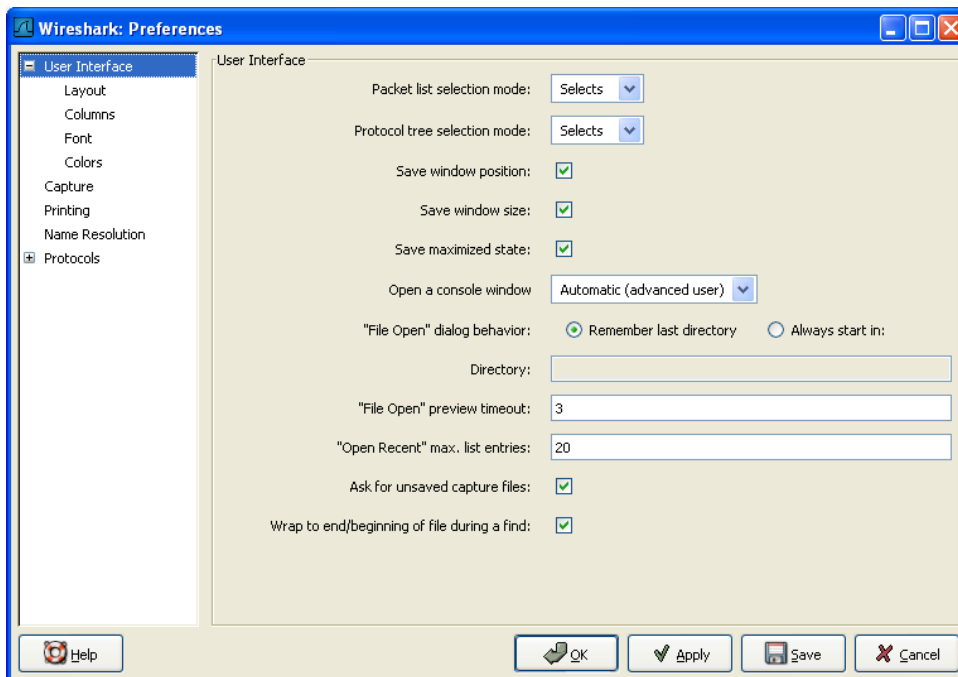 Wireshark: Preferences
User Interface
Layout
Columns
Font
Colors
Capture
Printing
Name Resolution
Protocols
User Interface
Packet list selection mode: Selects
Protocol tree selection mode: Selects
Save window position:
Save window size:
Save maximized state:
Open a console window Automatic (advanced user)
"File Open" dialog behavior: Remember last directory Always start in:
Directory:
"File Open" preview timeout: 3
"Open Recent" max. list entries: 20
Ask for unsaved capture files:
Wrap to end/beginning of file during a find:
Help OK Apply Save Cancel